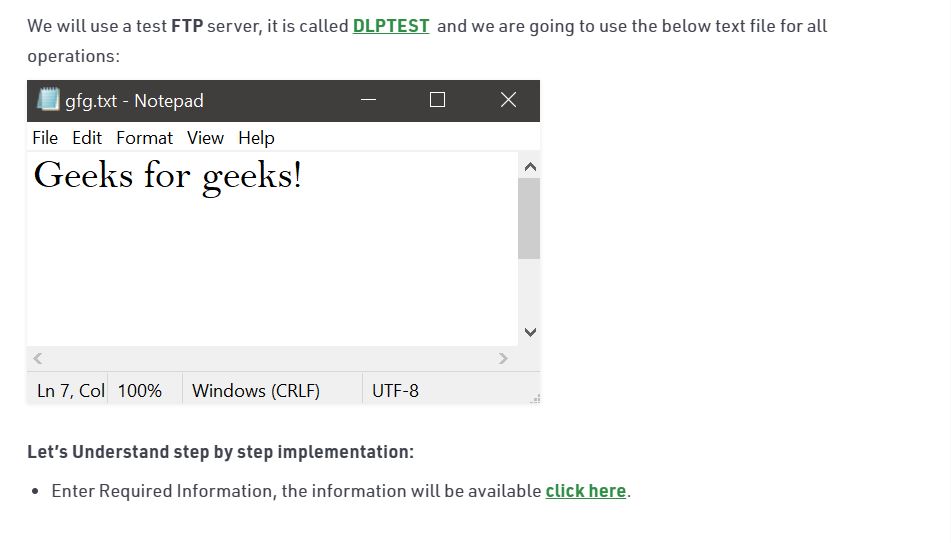 We will use a test FTP server, it is called DLPTEST and we are going to use the below text file for all
operations:
gfg.txt - Notepad
File Edit Format View Help
Geeks for geeks!
Ln 7, Col 100% Windows (CRLF) UTF-8
Let's Understand step by step implementation:
• Enter Required Information, the information will be available click here.